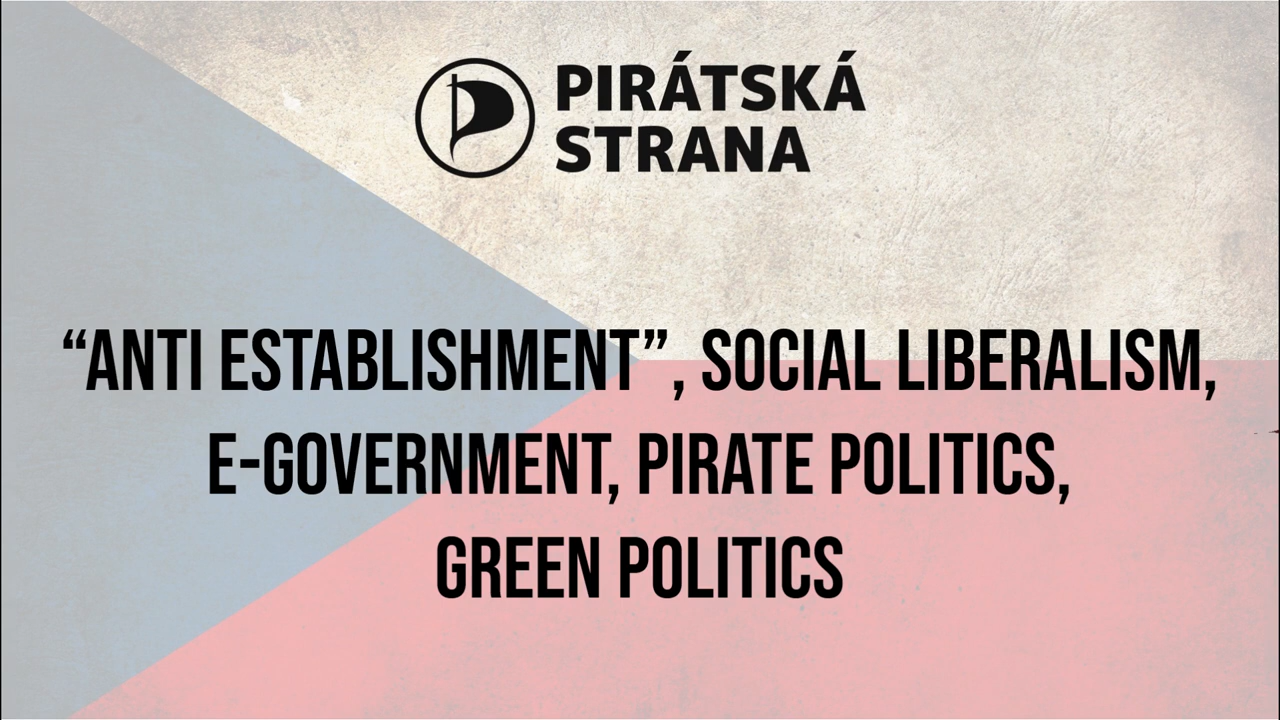 PIRÁTSKÁ
STRANA
“ANTI ESTABLISHMENT”, SOCIAL LIBERALISM,
E-GOVERNMENT, PIRATE POLITICS,
GREEN POLITICS